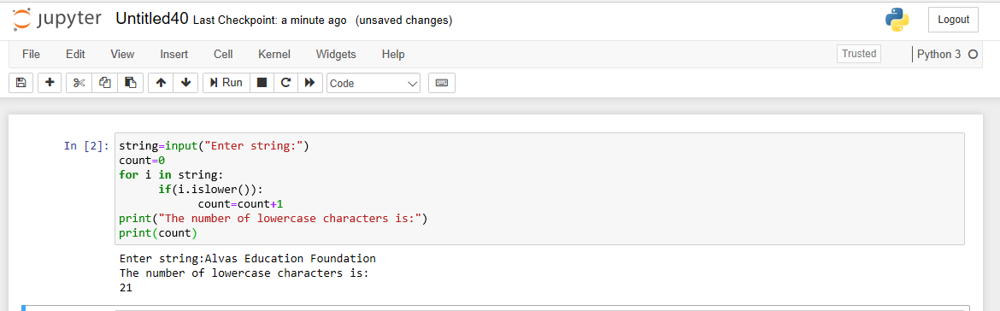 jupyter Untitled40 Last Checkpoint: a minute ago (unsaved changes) Logout
File Edit View Insert Cell Kernel Widgets Help Trusted Python 3
Run Code
In [2]: string=input("Enter string:")
count=0
for i in string:
      if(i.islower()):
            count=count+1
print("The number of lowercase characters is:")
print(count)
Enter string:Alvas Education Foundation
The number of lowercase characters is:
21